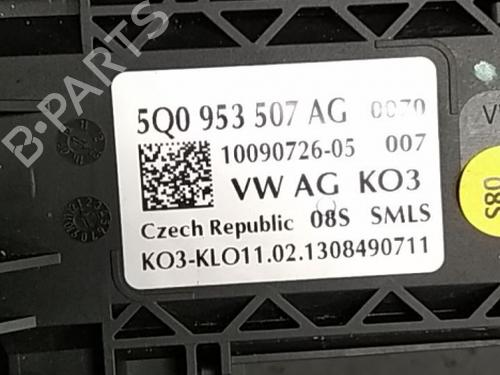 B-PARTS
5Q0 953 507 AG 0070
10090726-05 007
VW AG KO3
Czech Republic 08S SMLS
KO3-KLO11.02.1308490711
V
S80